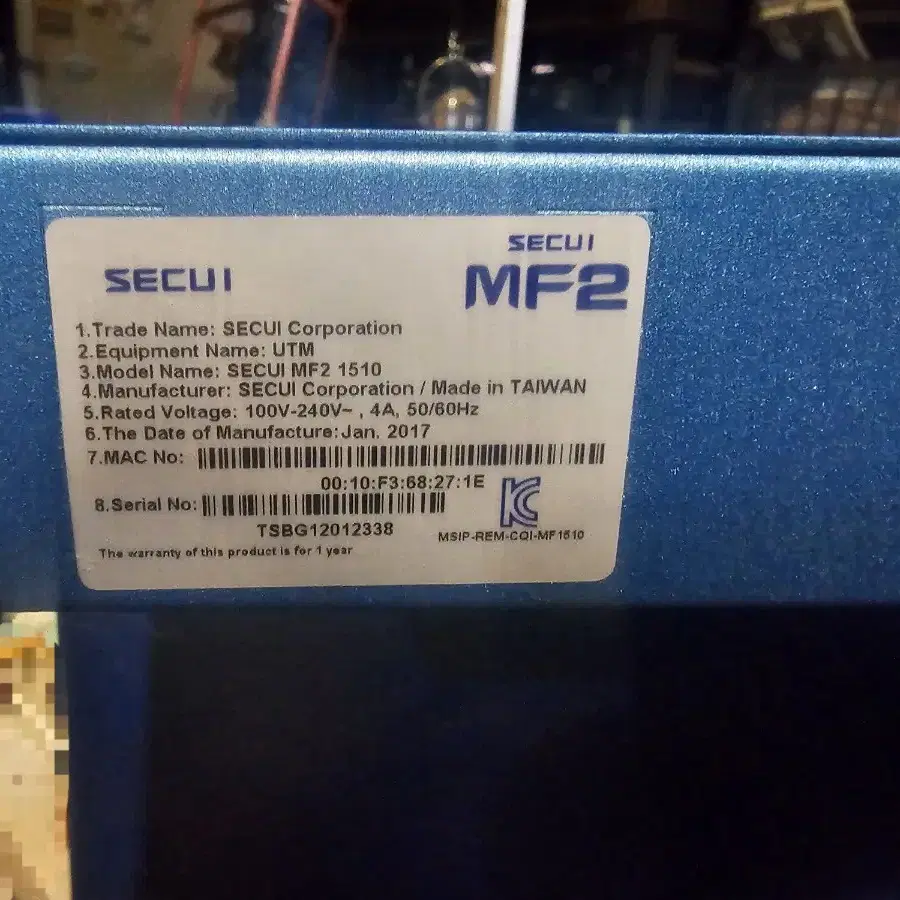 SECUI
SECUI
MF2
1.Trade Name: SECUI Corporation
2.Equipment Name: UTM
3.Model Name: SECUI MF2 1510
4.Manufacturer: SECUI Corporation / Made in TAIWAN
5.Rated Voltage: 100V-240V~ , 4A, 50/60Hz
6.The Date of Manufacture:Jan. 2017
7.MAC No:
00:10:F3:68:27:1E
8.Serial No:
TSBG12012338
MSIP-REM-CQI-MF1510
The warranty of this product is for 1 year